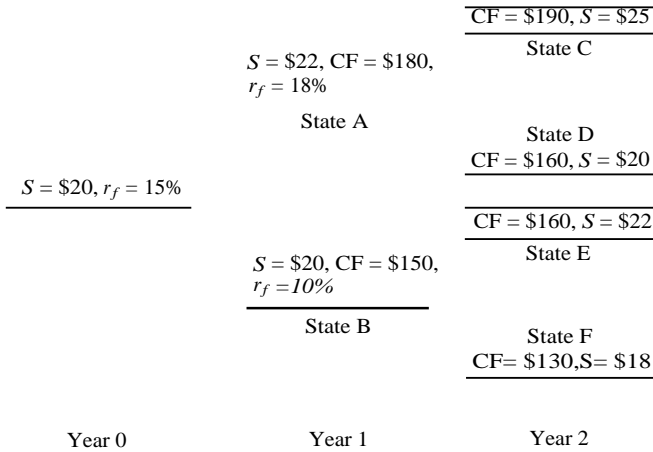 CF = $190, S = $25
State C
S = $22, CF = $180,
r_f = 18%
State A
State D
CF = $160, S = $20
S = $20, r_f = 15%
CF = $160, S = $22
State E
S = $20, CF = $150,
r_f =10%
State B
State F
CF= $130,S= $18
Year 0
Year 1
Year 2